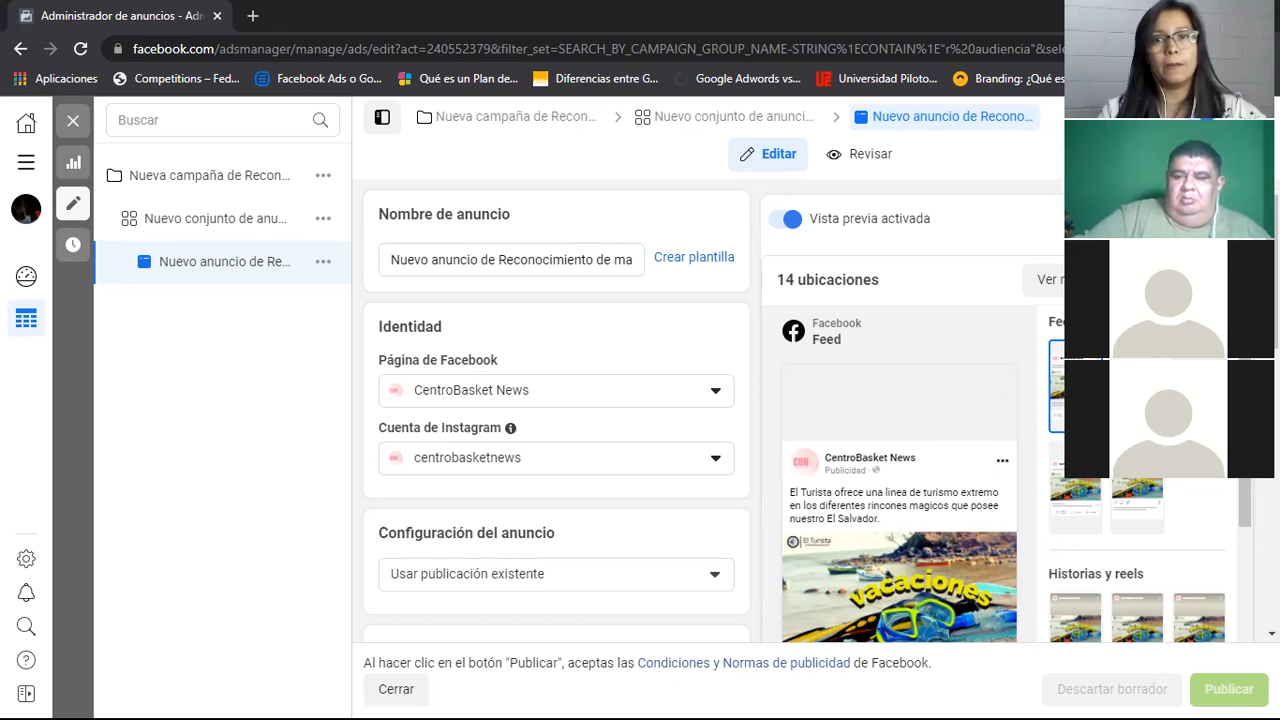 Administrador de anuncios - Adn
facebook.com/adsmanager/manage/ads/edit?act=240252373&filter_set=SEARCH_BY_CAMPAIGN_GROUP_NAME-STRING%1ECONTAIN%1E"r%20audiencia"&sele
Aplicaciones
Competitions – Fed...
Facebook Ads o Go...
Qué es el Plan de...
Diferencias entre G...
Google Adwords vs...
Universidad Redmo...
Branding: ¿Qué es
Buscar
Nueva campaña de Recon...
Nuevo conjunto de anu...
Nuevo anuncio de Re...
Nueva campaña de Recon...
Nuevo conjunto de anunci...
Nuevo anuncio de Recono...
Editar
Revisar
Nombre de anuncio
Nuevo anuncio de Reconocimiento de ma
Crear plantilla
Identidad
Página de Facebook
CentroBasket News
Cuenta de Instagram
centrobasketnews
Configuración del anuncio
Usar publicación existente
Vista previa activada
14 ubicaciones
Facebook
Feed
CentroBasket News
Publicidad
El Turista ofrece una linea de turismo extremo
en los diferentes rincones magicos que posee
nuestro El Salvador.
El Turista
vacaciones
Historias y reels
Al hacer clic en el botón "Publicar", aceptas las Condiciones y Normas de publicidad de Facebook.
Cerrar
Descartar borrador
Publicar